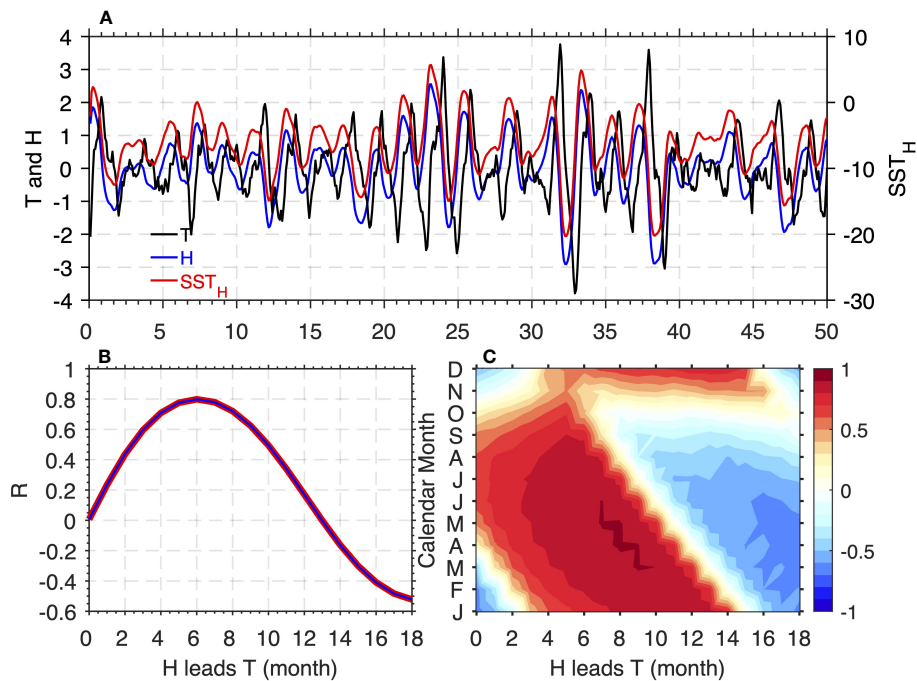 A
T and H
4
3
2
1
0
-1
-2
-3
-4
10
0
-10
-20
-30
SST_H
T
H
SST_H
0 5 10 15 20 25 30 35 40 45 50
B
R
1
0.8
0.6
0.4
0.2
0
-0.2
-0.4
-0.6
0 2 4 6 8 10 12 14 16 18
H leads T (month)
C
Calendar Month
D
N
O
S
A
J
J
M
A
M
F
J
0 2 4 6 8 10 12 14 16 18
H leads T (month)
1
0.5
0
-0.5
-1